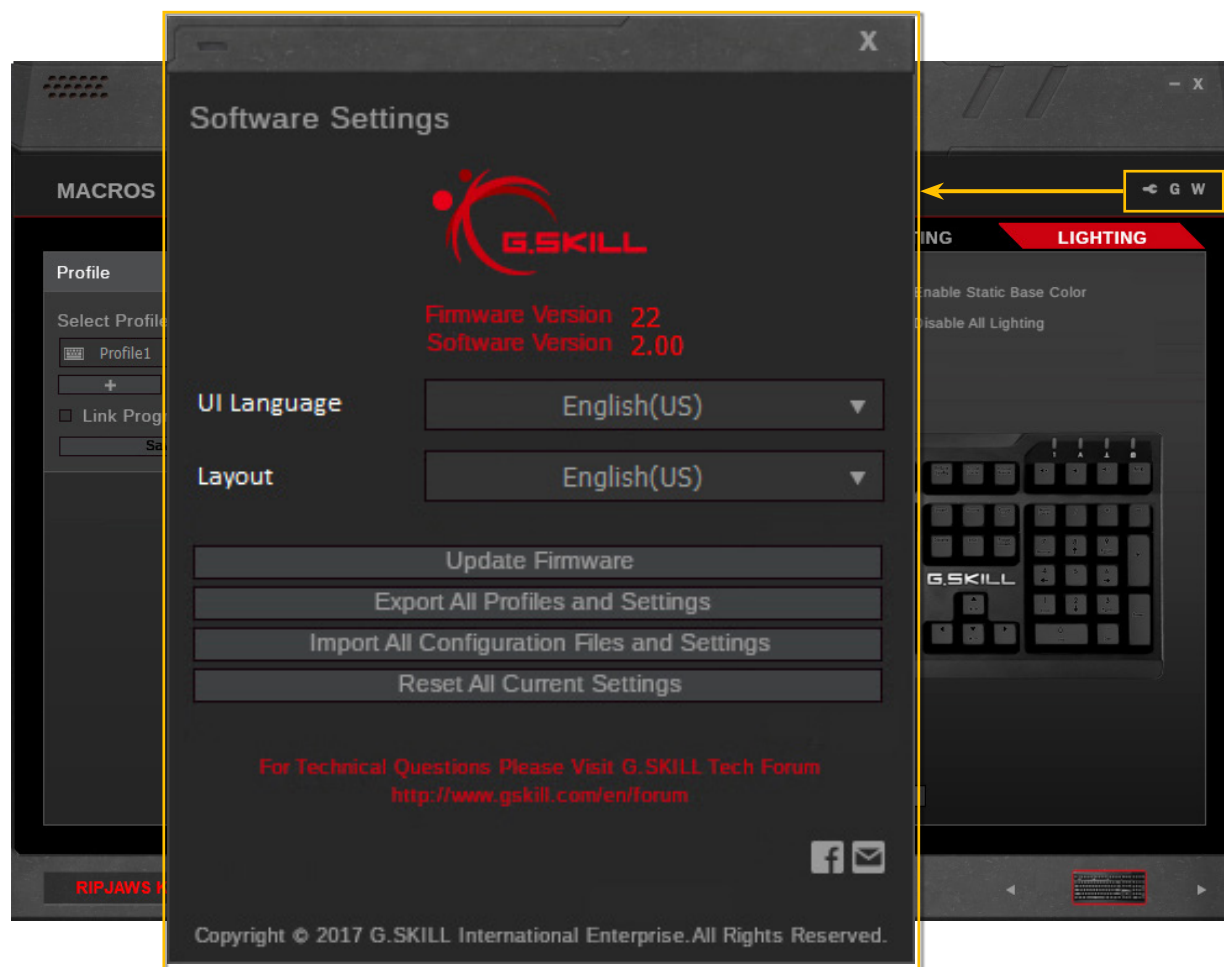 X
Software Settings
- X
MACROS
G W
G.SKILL
ING
LIGHTING
Profile
Enable Static Base Color
Select Profile
Disable All Lighting
Firmware Version 22
Software Version 2.00
Profile1
+
UI Language English(US)
Link Prog
Sa
Layout English(US)
Update Firmware
Export All Profiles and Settings
G.SKILL
Import All Configuration Files and Settings
Reset All Current Settings
For Technical Questions Please Visit G.SKILL Tech Forum
http://www.gskill.com/en/forum
RIPJAWS K
Copyright © 2017 G.SKILL International Enterprise.All Rights Reserved.